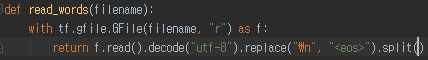 def read_words(filename):
    with tf.gfile.GFile(filename, "r") as f:
        return f.read().decode("utf-8").replace("₩n", "<eos>").split()